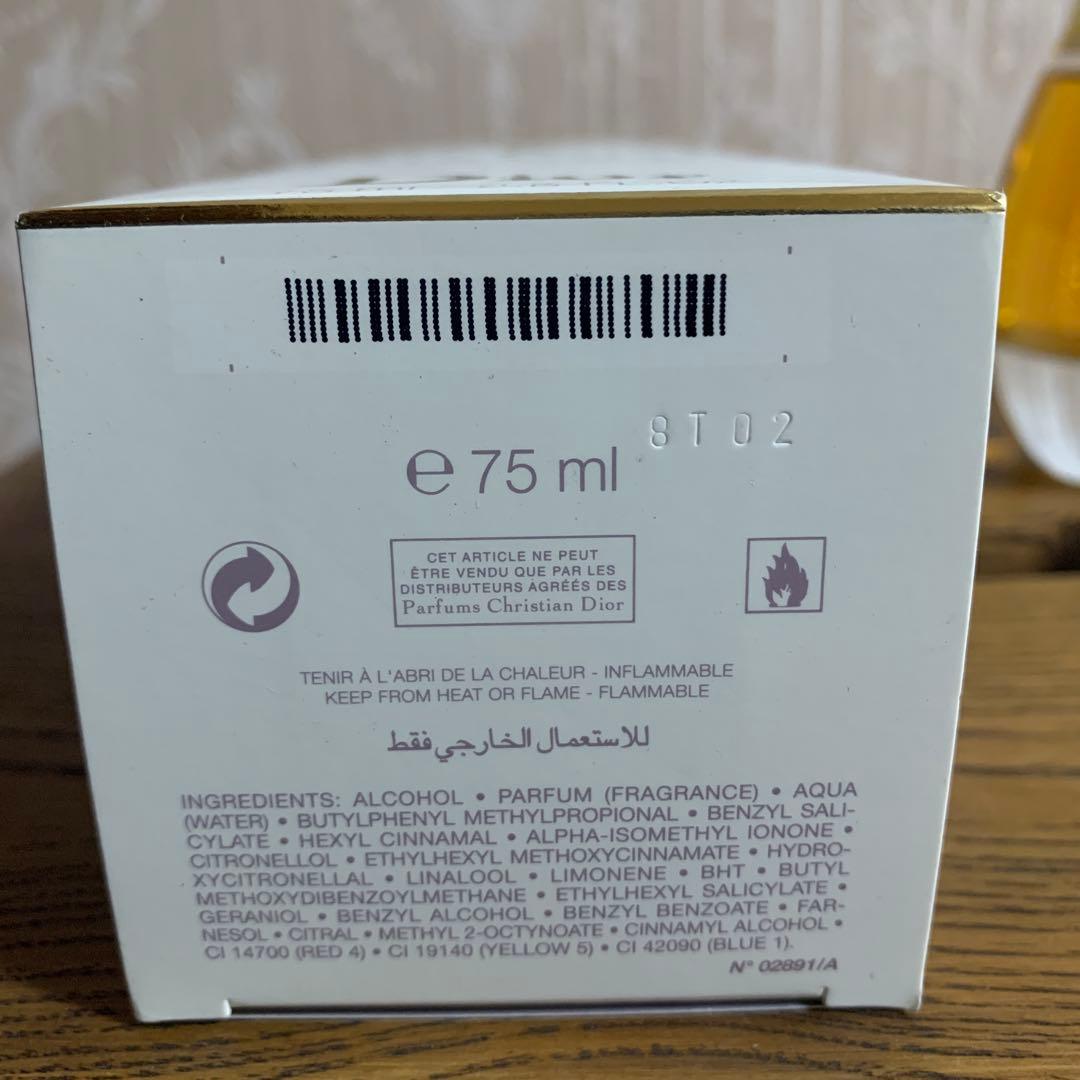 8T02
e 75 ml
CET ARTICLE NE PEUT
ÊTRE VENDU QUE PAR LES
DISTRIBUTEURS AGRÉÉS DES
Parfums Christian Dior
TENIR À L'ABRI DE LA CHALEUR - INFLAMMABLE
KEEP FROM HEAT OR FLAME - FLAMMABLE
للاستعمال الخارجي فقط
INGREDIENTS: ALCOHOL • PARFUM (FRAGRANCE) • AQUA
(WATER) • BUTYLPHENYL METHYLPROPIONAL • BENZYL SALI-
CYLATE • HEXYL CINNAMAL • ALPHA-ISOMETHYL IONONE •
CITRONELLOL • ETHYLHEXYL METHOXYCINNAMATE • HYDRO-
XYCITRONELLAL • LINALOOL • LIMONENE • BHT • BUTYL
METHOXYDIBENZOYLMETHANE • ETHYLHEXYL SALICYLATE •
GERANIOL • BENZYL ALCOHOL • BENZYL BENZOATE • FAR-
NESOL • CITRAL • METHYL 2-OCTYNOATE • CINNAMYL ALCOHOL •
CI 14700 (RED 4) • CI 19140 (YELLOW 5) • CI 42090 (BLUE 1).
N° 02891/A